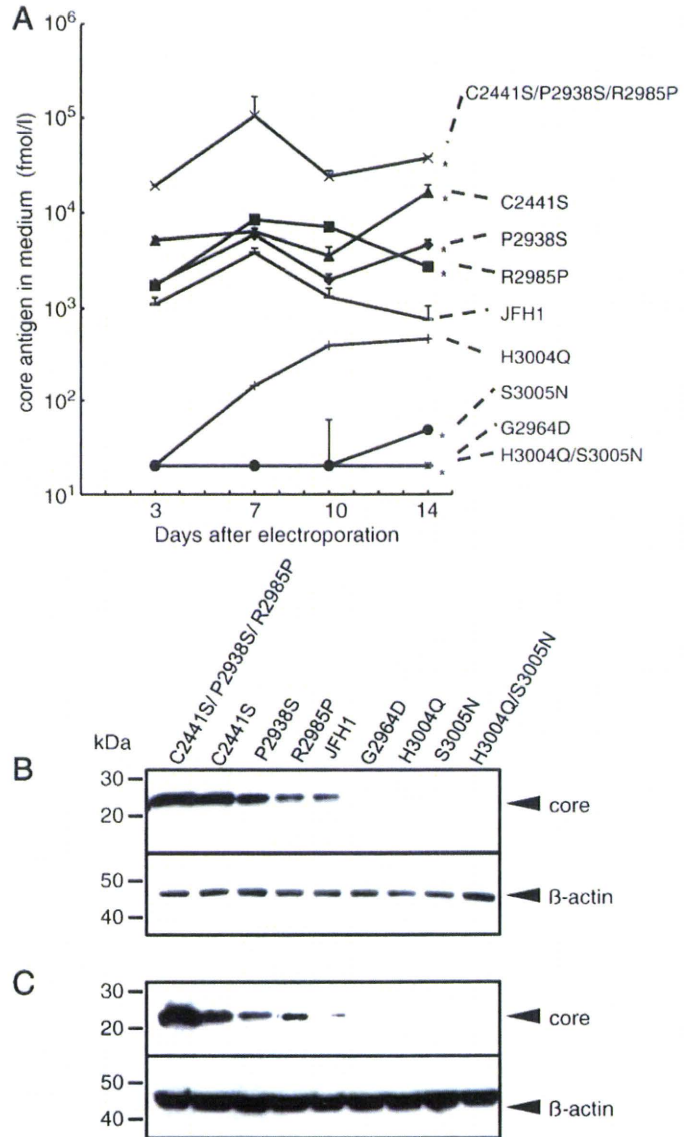 A
10⁶
10⁵
10⁴
10³
10²
10¹
core antigen in medium (fmol/l)
C2441S/P2938S/R2985P
*
C2441S
*
P2938S
*
R2985P
*
JFH1
H3004Q
S3005N
*
G2964D
H3004Q/S3005N
*
*
3 7 10 14
Days after electroporation
C2441S/ P2938S/ R2985P
C2441S
P2938S
R2985P
JFH1
G2964D
H3004Q
S3005N
H3004Q/S3005N
kDa
B
30
20
core
50
40
ß-actin
C
30
20
core
50
40
ß-actin